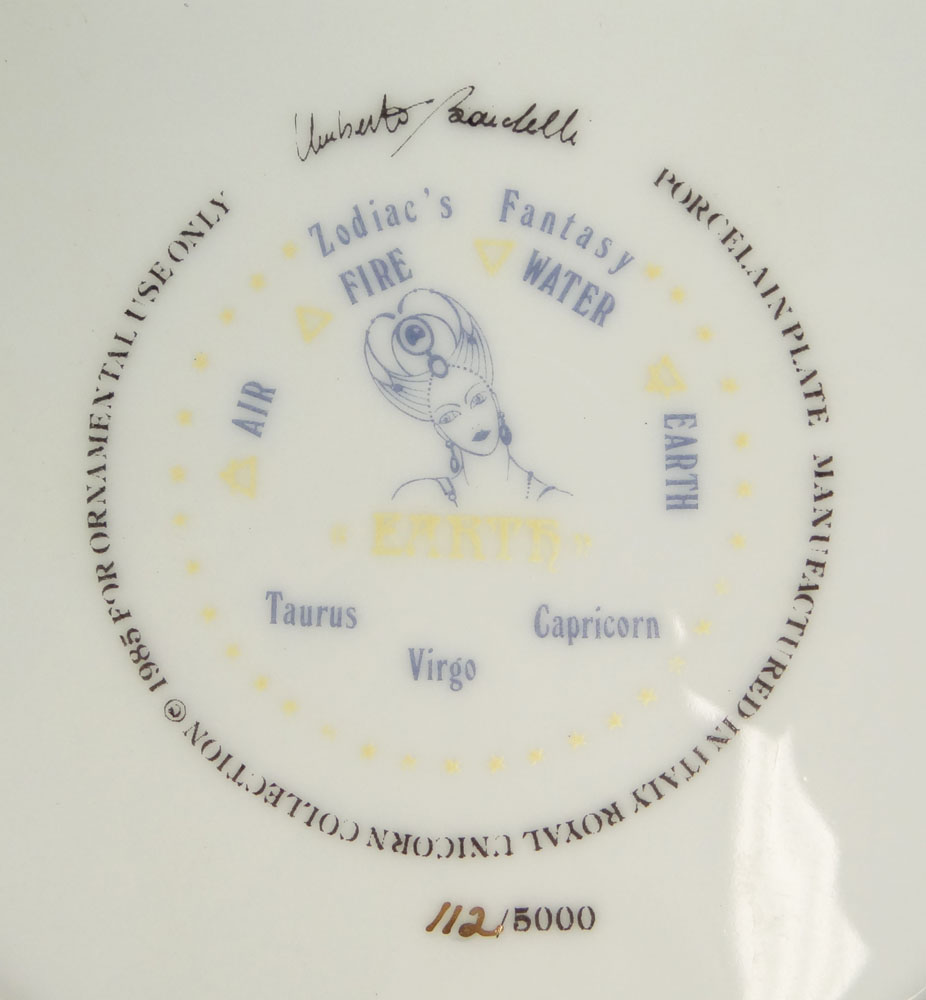 Umberto Bandelli
Zodiac's Fantasy
FIRE
WATER
AIR
EARTH
EARTH
Taurus
Capricorn
Virgo
PORCELAIN PLATE MANUFACTURED IN ITALY ROYAL UNICORN COLLECTION © 1985 FOR ORNAMENTAL USE ONLY
112/5000